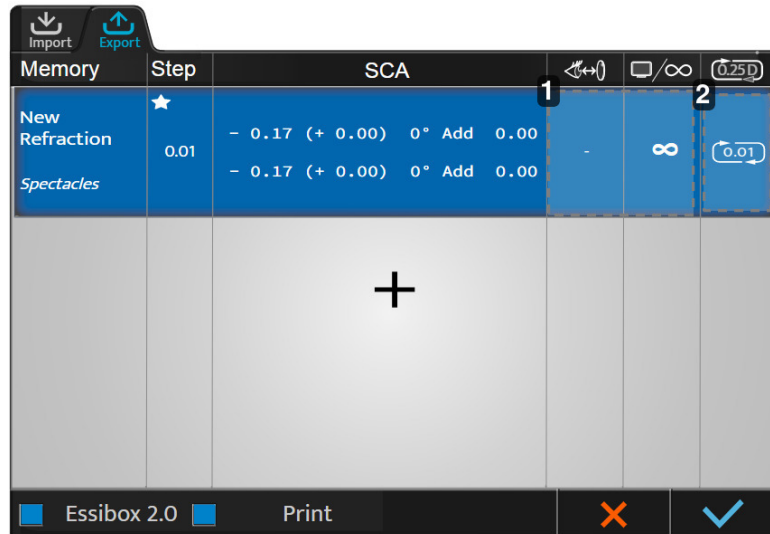 Import
Export
Memory Step SCA /∞ 0.25D
1 2
New
Refraction
Spectacles
0.01
- 0.17 (+ 0.00) 0° Add 0.00
- 0.17 (+ 0.00) 0° Add 0.00
- ∞ 0.01
+
Essibox 2.0 Print